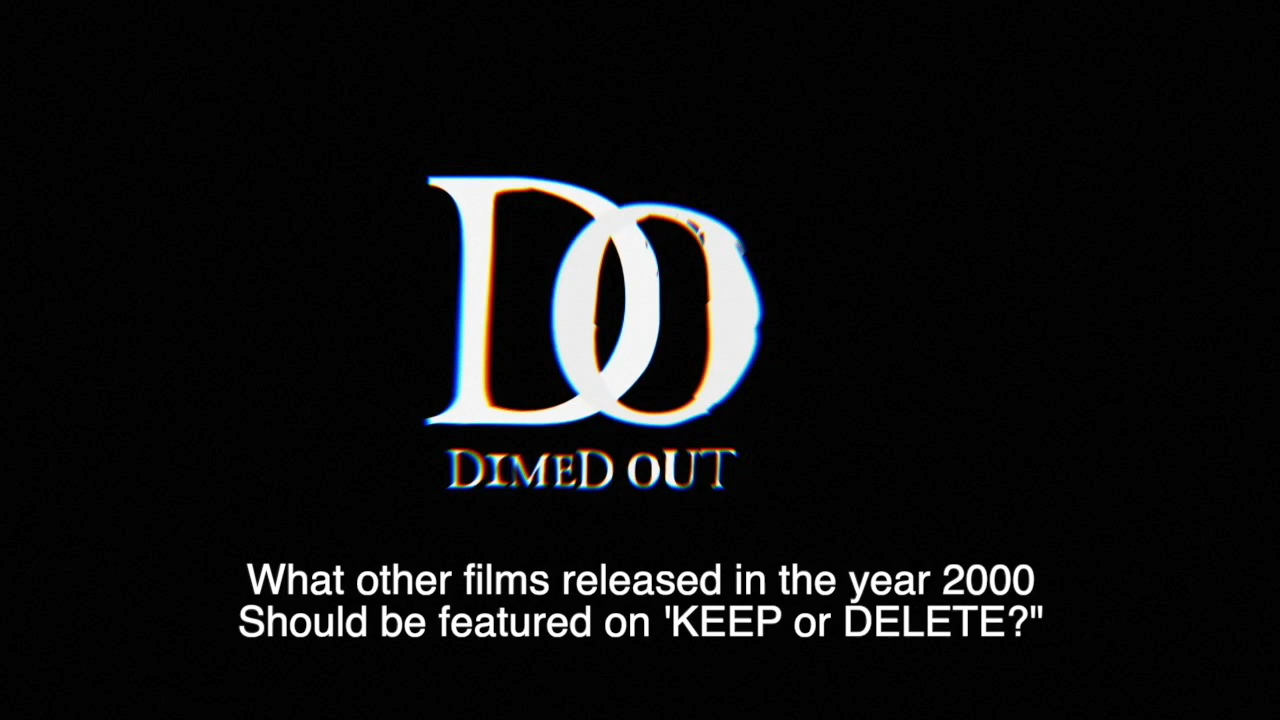 DO
DIMED OUT
What other films released in the year 2000
Should be featured on 'KEEP or DELETE?"